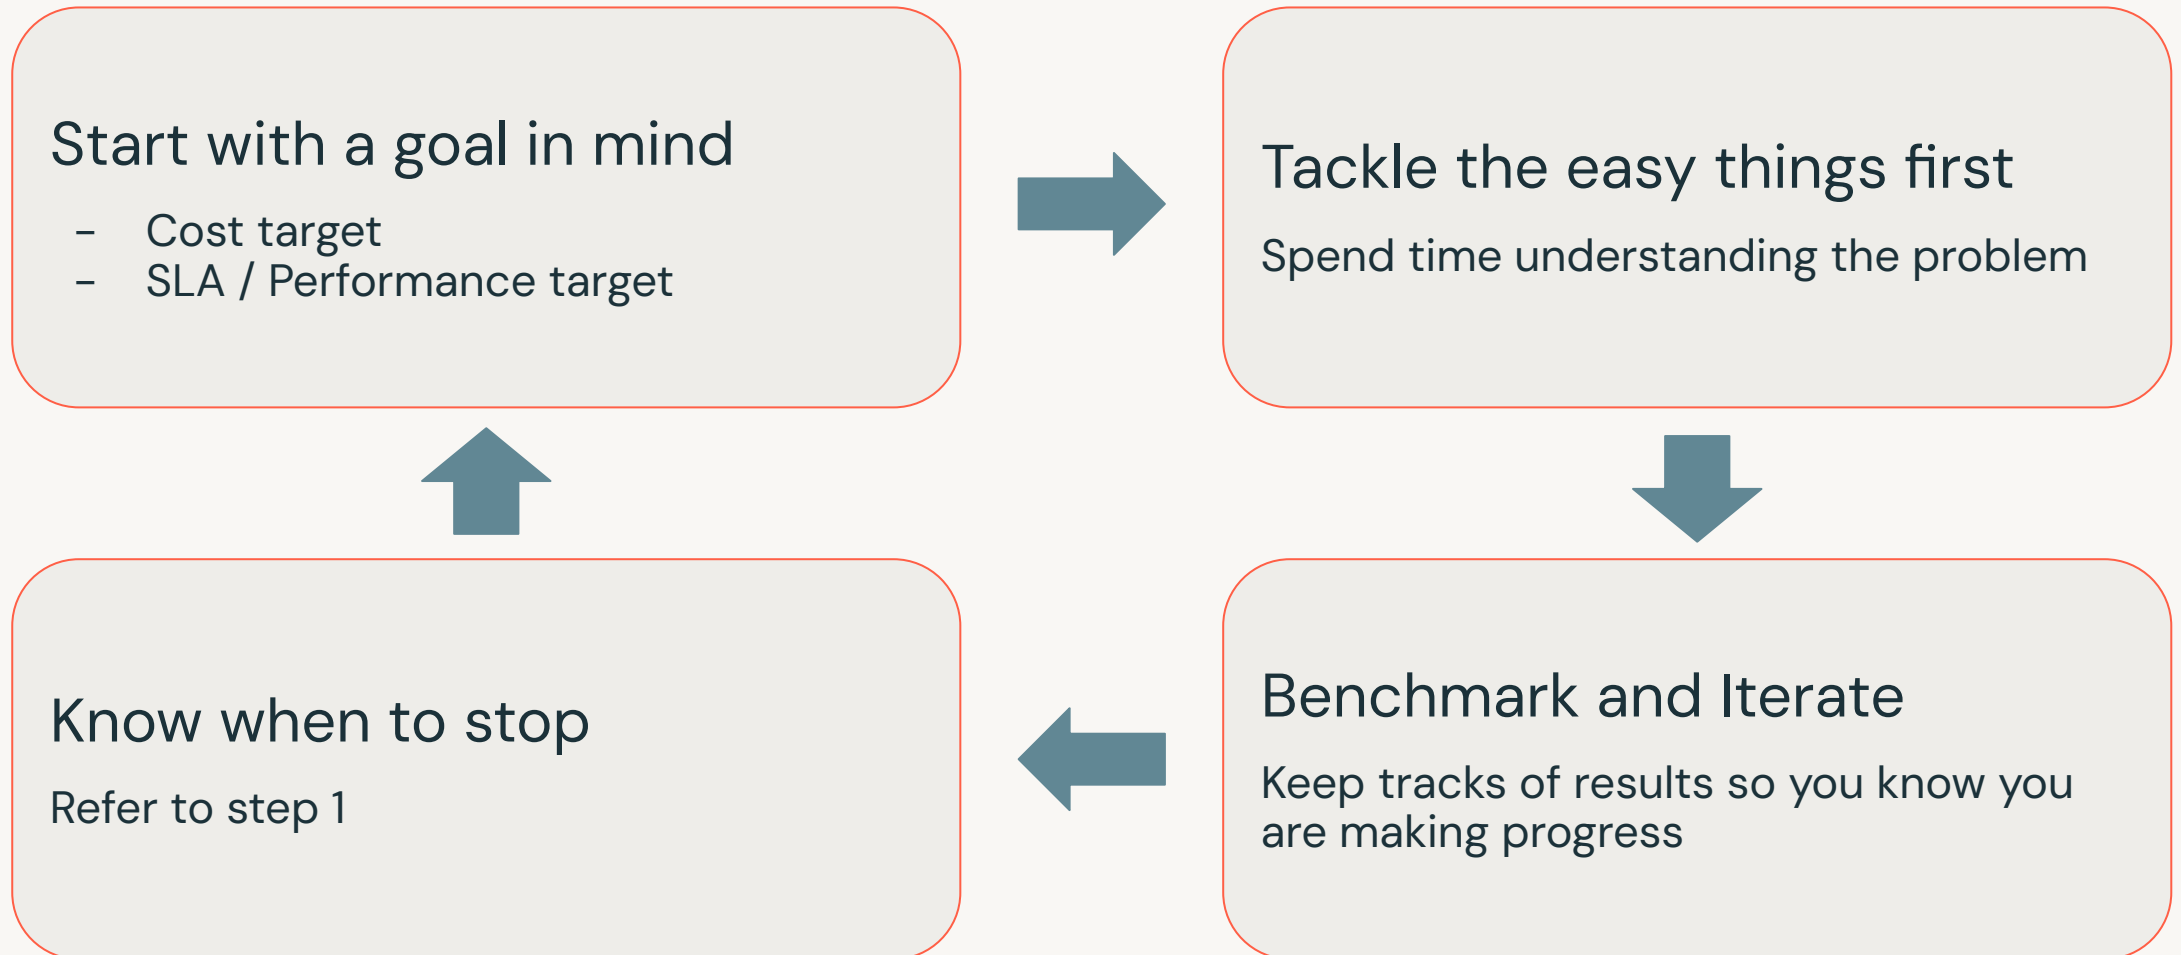 Start with a goal in mind
- Cost target
- SLA / Performance target
Tackle the easy things first
Spend time understanding the problem
Benchmark and Iterate
Keep tracks of results so you know you
are making progress
Know when to stop
Refer to step 1